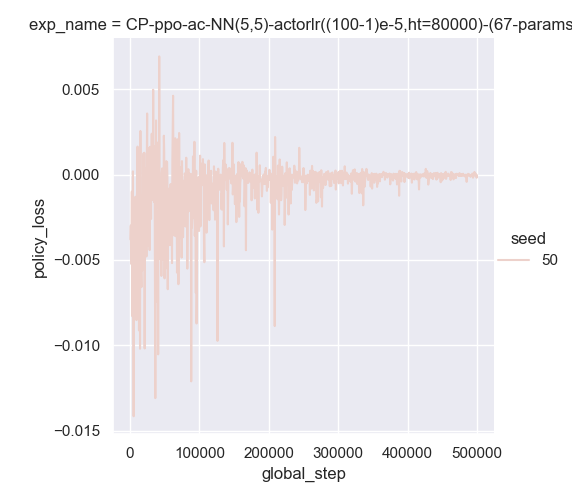 exp_name = CP-ppo-ac-NN(5,5)-actorlr((100-1)e-5,ht=80000)-(67-params
0.005
0.000
−0.005
−0.010
−0.015
policy_loss
0 100000 200000 300000 400000 500000
global_step
seed
50